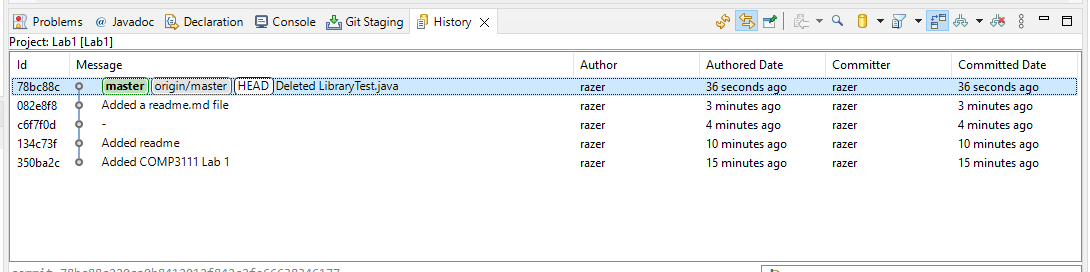 Problems @ Javadoc Declaration Console Git Staging History
Project: Lab1 [Lab1]
Id Message Author Authored Date Committer Committed Date
78bc88c master origin/master HEAD Deleted LibraryTest.java razer 36 seconds ago razer 36 seconds ago
082e8f8 Added a readme.md file razer 3 minutes ago razer 3 minutes ago
c6f7f0d - razer 4 minutes ago razer 4 minutes ago
134c73f Added readme razer 10 minutes ago razer 10 minutes ago
350ba2c Added COMP3111 Lab 1 razer 15 minutes ago razer 15 minutes ago